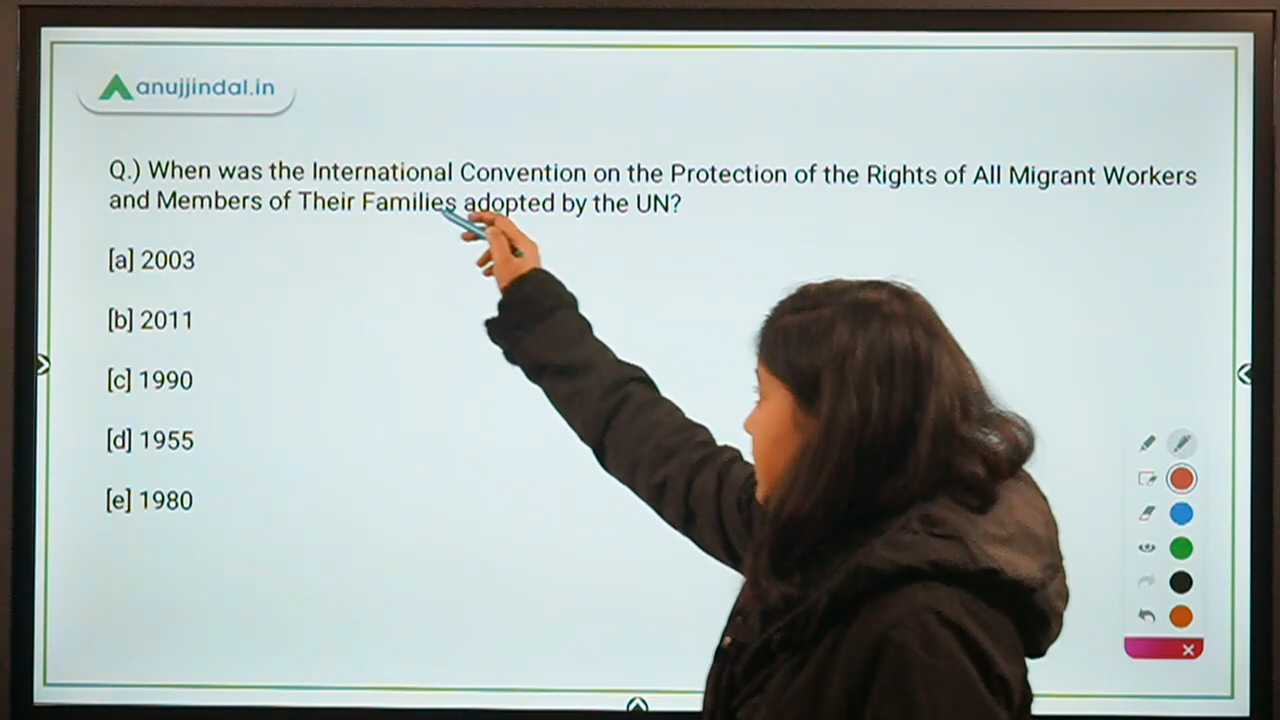 anujjindal.in
Q.) When was the International Convention on the Protection of the Rights of All Migrant Workers
and Members of Their Families adopted by the UN?
[a] 2003
[b] 2011
[c] 1990
[d] 1955
[e] 1980